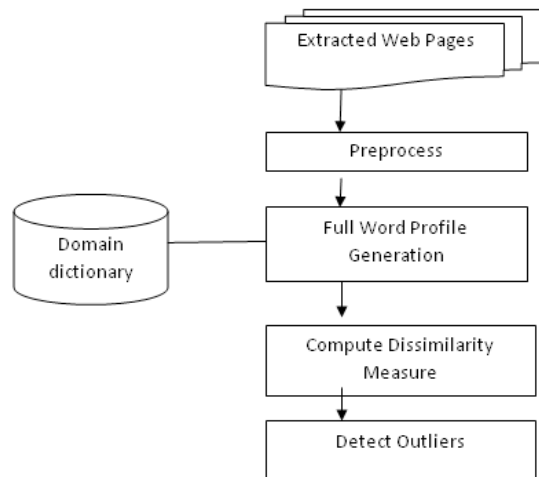 Extracted Web Pages
Preprocess
Full Word Profile
Generation
Domain
dictionary
Compute Dissimilarity
Measure
Detect Outliers